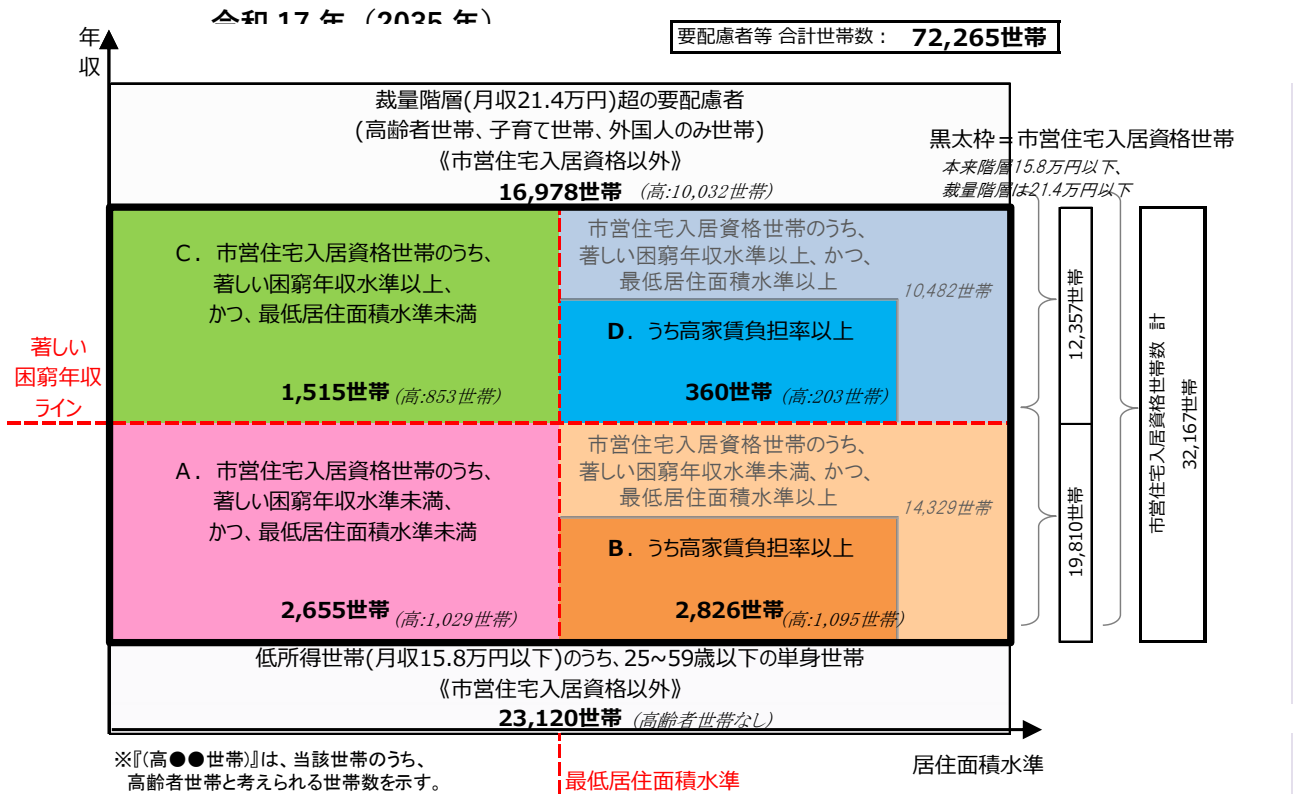 令和 17 年（2035 年）
要配慮者等 合計世帯数： 72,265世帯
年
収
裁量階層(月収21.4万円)超の要配慮者
(高齢者世帯、子育て世帯、外国人のみ世帯)
《市営住宅入居資格以外》
16,978世帯 (高:10,032世帯)
黒太枠＝市営住宅入居資格世帯
本来階層15.8万円以下、
裁量階層は21.4万円以下
C．市営住宅入居資格世帯のうち、
著しい困窮年収水準以上、
かつ、最低居住面積水準未満
1,515世帯 (高:853世帯)
市営住宅入居資格世帯のうち、
著しい困窮年収水準以上、かつ、
最低居住面積水準以上
10,482世帯
D．うち高家賃負担率以上
360世帯 (高:203世帯)
12,357世帯
市営住宅入居資格世帯数 計
32,167世帯
著しい
困窮年収
ライン
A．市営住宅入居資格世帯のうち、
著しい困窮年収水準未満、
かつ、最低居住面積水準未満
2,655世帯 (高:1,029世帯)
市営住宅入居資格世帯のうち、
著しい困窮年収水準未満、かつ、
最低居住面積水準以上
14,329世帯
B．うち高家賃負担率以上
2,826世帯(高:1,095世帯)
19,810世帯
低所得世帯(月収15.8万円以下)のうち、25~59歳以下の単身世帯
《市営住宅入居資格以外》
23,120世帯 (高齢者世帯なし)
※『(高●●世帯)』は、当該世帯のうち、
高齢者世帯と考えられる世帯数を示す。
最低居住面積水準
居住面積水準